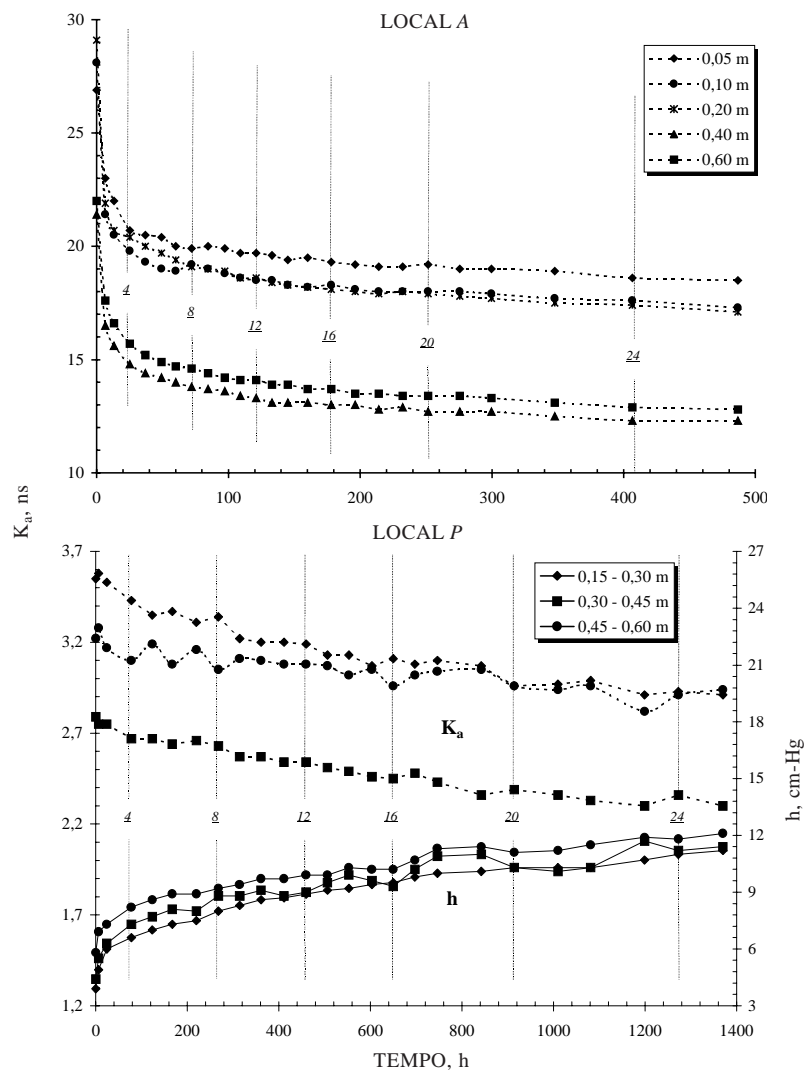 LOCAL A
30
25
20
15
10
0,05 m
0,10 m
0,20 m
0,40 m
0,60 m
4
8
12
16
20
24
0 100 200 300 400 500
Kₐ, ns
LOCAL P
3,7
3,2
2,7
2,2
1,7
1,2
27
24
21
18
15
12
9
6
3
0,15 - 0,30 m
0,30 - 0,45 m
0,45 - 0,60 m
Kₐ
4 8 12 16 20 24
h
h, cm-Hg
0 200 400 600 800 1000 1200 1400
TEMPO, h